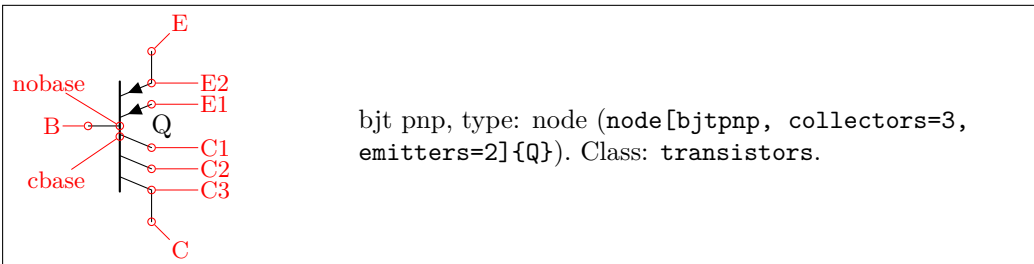 E
nobase
E2
E1
B
Q
C1
cbase
C2
C3
C
bjt pnp, type: node (node[bjtpnp, collectors=3,
emitters=2]{Q}). Class: transistors.